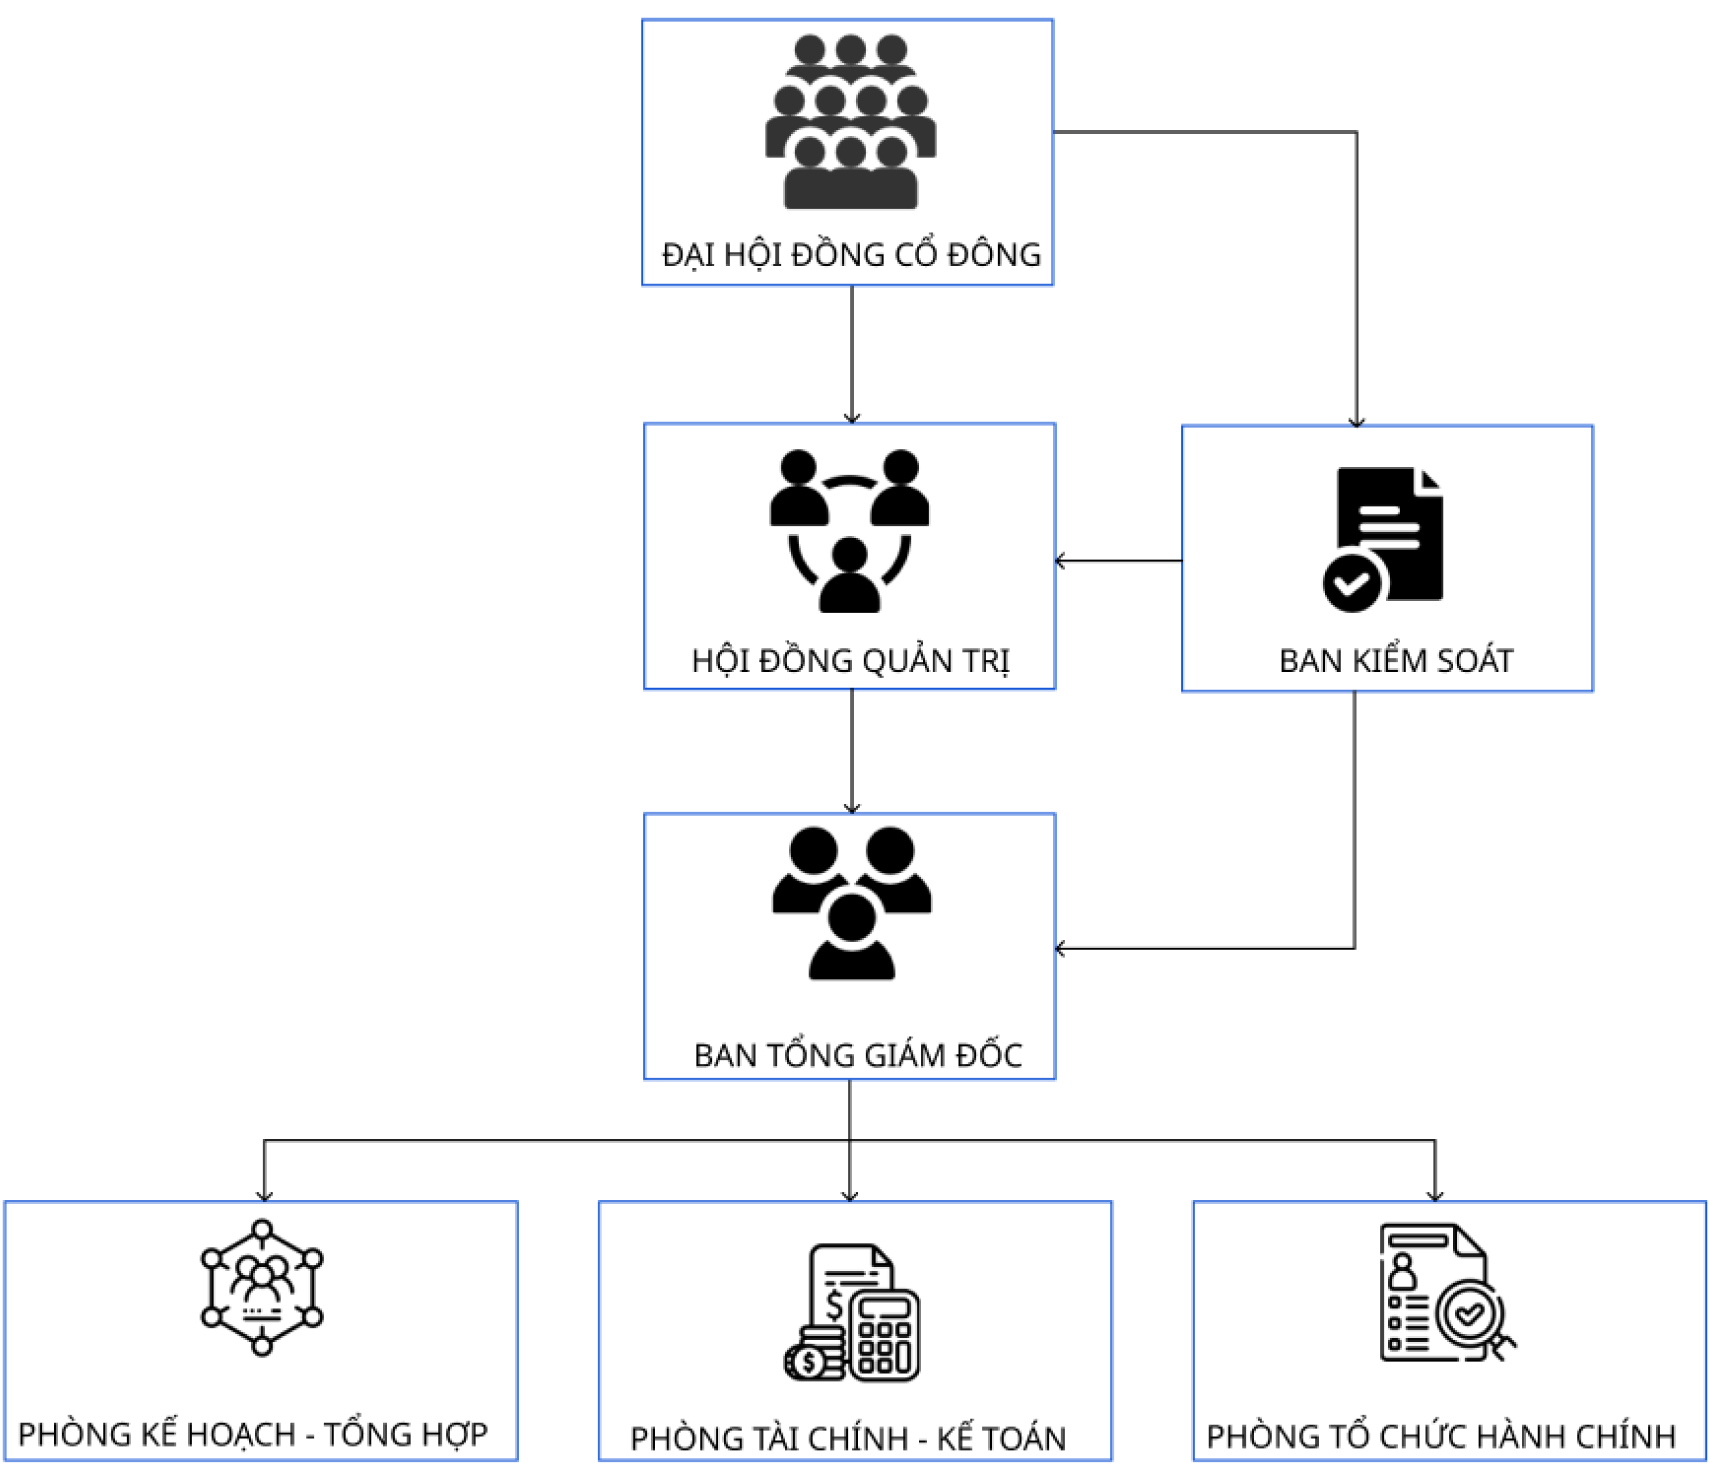 ĐẠI HỘI ĐỒNG CỔ ĐÔNG
HỘI ĐỒNG QUẢN TRỊ
BAN KIỂM SOÁT
BAN TỔNG GIÁM ĐỐC
PHÒNG KẾ HOẠCH - TỔNG HỢP
PHÒNG TÀI CHÍNH - KẾ TOÁN
PHÒNG TỔ CHỨC HÀNH CHÍNH